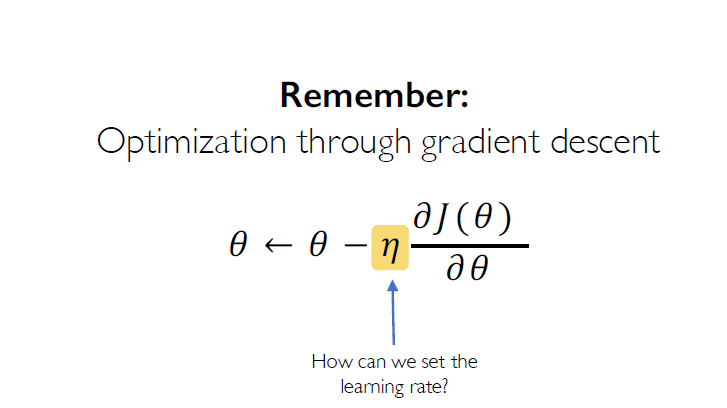 Remember:
Optimization through gradient descent
θ ← θ − η ∂J(θ)/∂θ
How can we set the
learning rate?